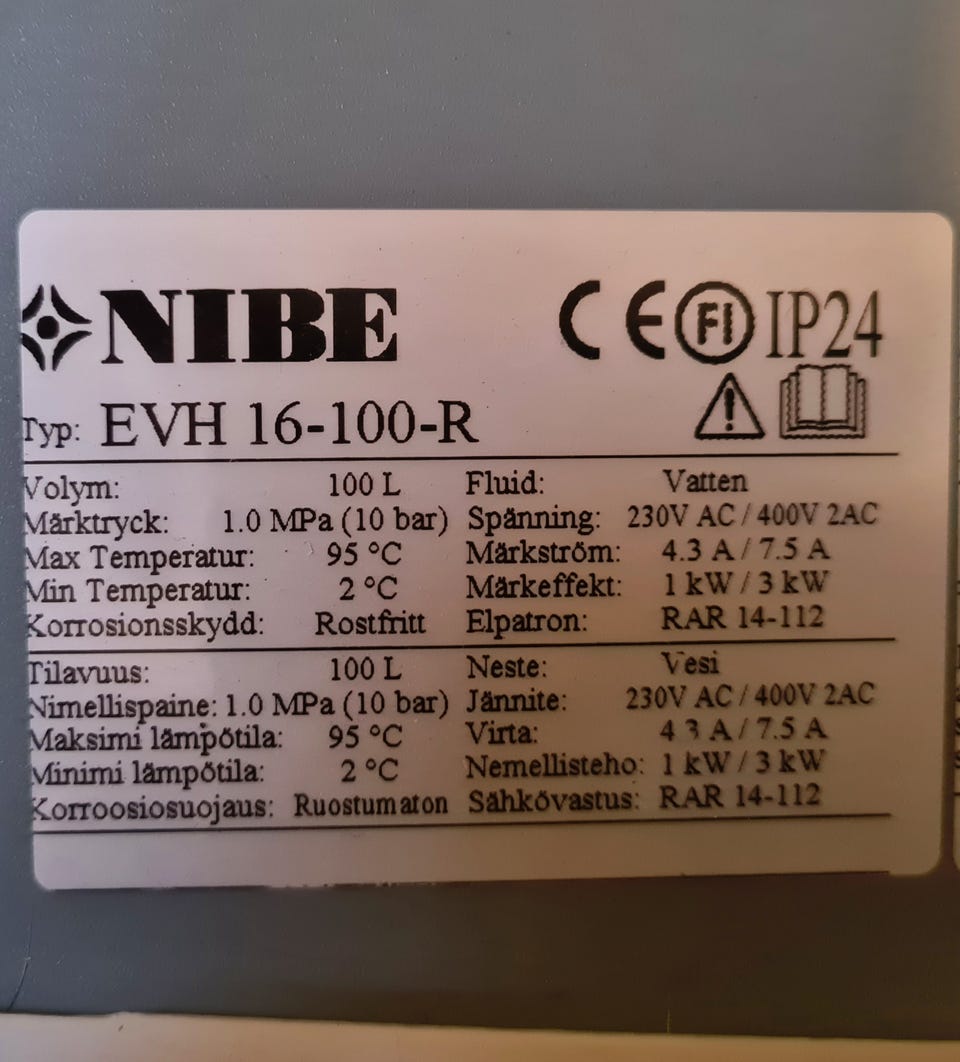 NIBE CE FI IP24
Typ: EVH 16-100-R
Volym: 100 L Fluid: Vatten
Märktryck: 1.0 MPa (10 bar) Spänning: 230V AC / 400V 2AC
Max Temperatur: 95 °C Märkström: 4.3 A / 7.5 A
Min Temperatur: 2 °C Märkeffekt: 1 kW / 3 kW
Korrosionsskydd: Rostfritt Elpatron: RAR 14-112
Tilavuus: 100 L Neste: Vesi
Nimellispaine: 1.0 MPa (10 bar) Jännite: 230V AC / 400V 2AC
Maksimi lämpötila: 95 °C Virta: 4 3 A / 7.5 A
Minimi lämpötila: 2 °C Nemellisteho: 1 kW / 3 kW
Korroosiosuojaus: Ruostumaton Sähkövastus: RAR 14-112